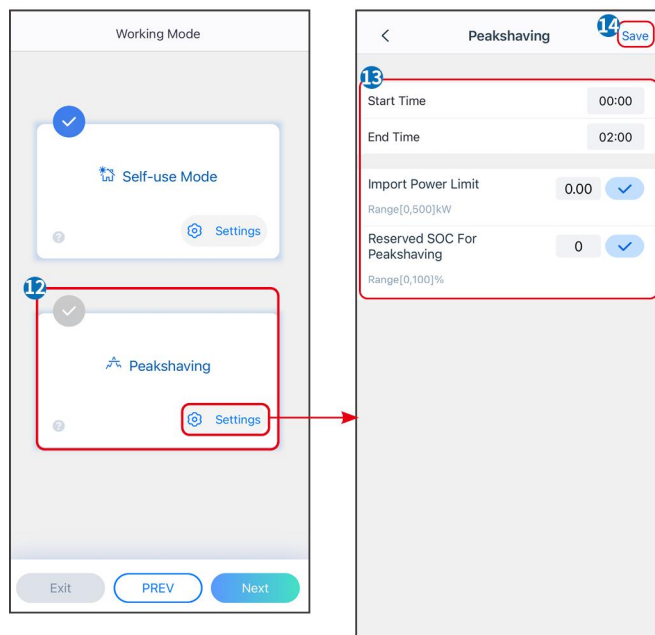 Working Mode
Self-use Mode
Settings
12
Peakshaving
Settings
Exit
PREV
Next
Peakshaving
14
Save
13
Start Time
00:00
End Time
02:00
Import Power Limit
0.00
Range[0,500]kW
Reserved SOC For
Peakshaving
0
Range[0,100]%